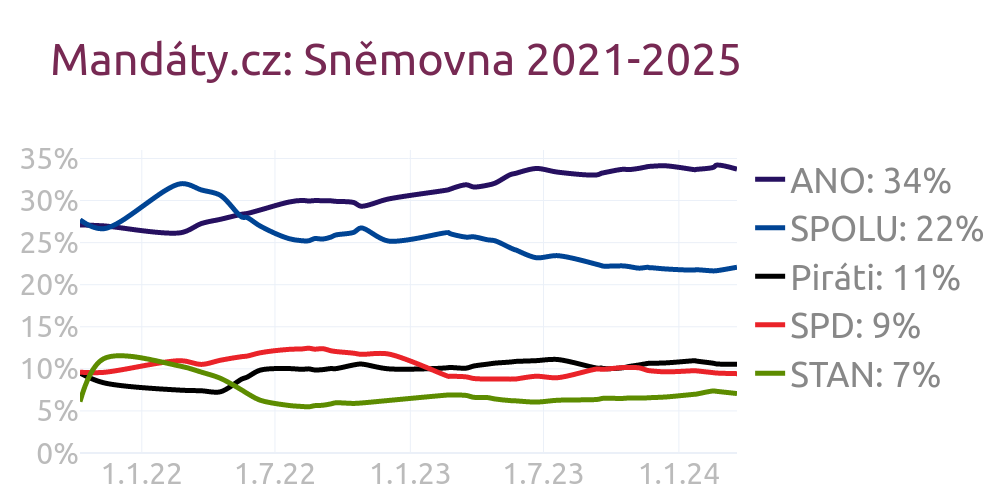 Mandáty.cz: Sněmovna 2021-2025
35%
30%
25%
20%
15%
10%
5%
0%
1.1.22
1.7.22
1.1.23
1.7.23
1.1.24
ANO: 34%
SPOLU: 22%
Piráti: 11%
SPD: 9%
STAN: 7%